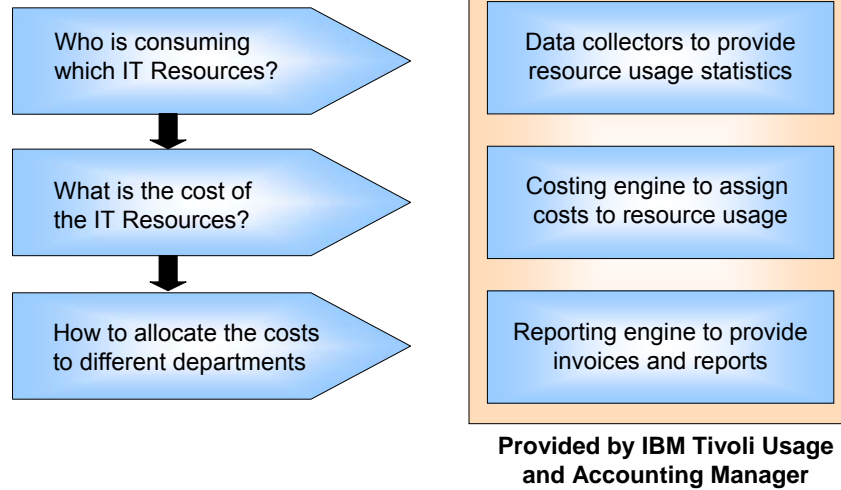 Who is consuming
which IT Resources?
Data collectors to provide
resource usage statistics
What is the cost of
the IT Resources?
Costing engine to assign
costs to resource usage
How to allocate the costs
to different departments
Reporting engine to provide
invoices and reports
Provided by IBM Tivoli Usage
and Accounting Manager